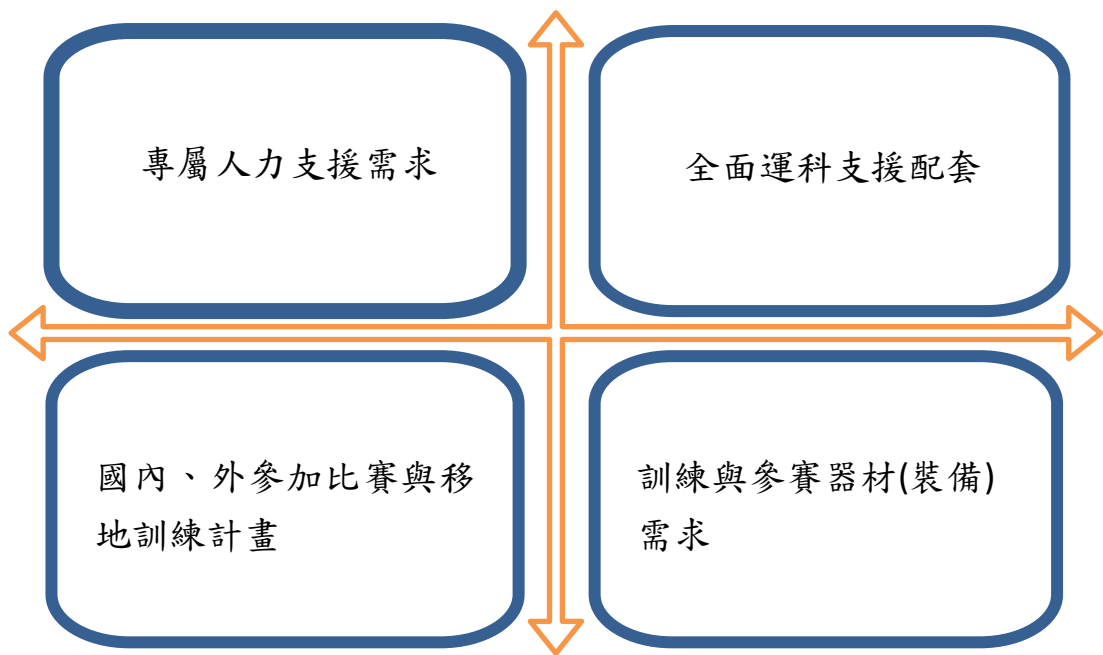 專屬人力支援需求
全面運科支援配套
國內、外參加比賽與移
地訓練計畫
訓練與參賽器材(裝備)
需求